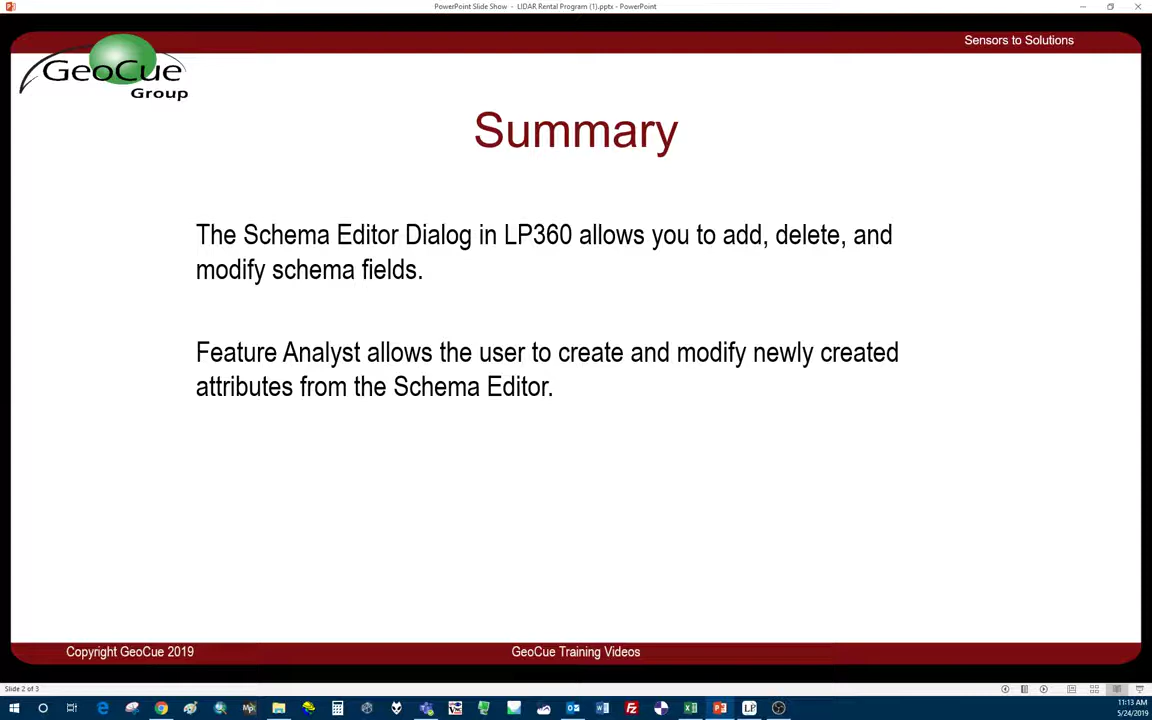 PowerPoint Slide Show - LIDAR Rental Program (1).pptx - PowerPoint
Sensors to Solutions
GeoCue
Group
Summary
The Schema Editor Dialog in LP360 allows you to add, delete, and
modify schema fields.
Feature Analyst allows the user to create and modify newly created
attributes from the Schema Editor.
Copyright GeoCue 2019
GeoCue Training Videos
Slide 2 of 3
11:13 AM
5/24/2019